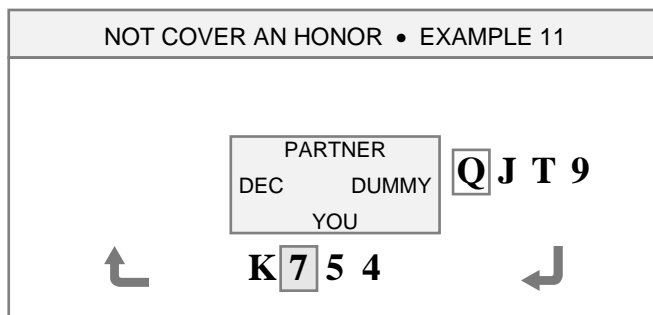 NOT COVER AN HONOR • EXAMPLE 11
PARTNER
DEC DUMMY
YOU
Q J T 9
K 7 5 4